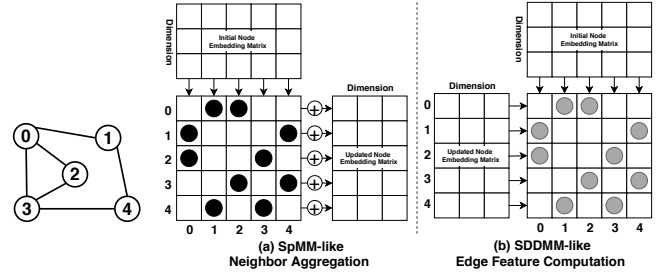 0
1
2
3
4
Dimension
Initial Node
Embedding Matrix
Dimension
0
1
2
3
4
Updated Node
Embedding Matrix
0 1 2 3 4
(a) SpMM-like
Neighbor Aggregation
Dimension
Initial Node
Embedding Matrix
Dimension
0
1
2
3
4
Updated Node
Embedding Matrix
0 1 2 3 4
(b) SDDMM-like
Edge Feature Computation